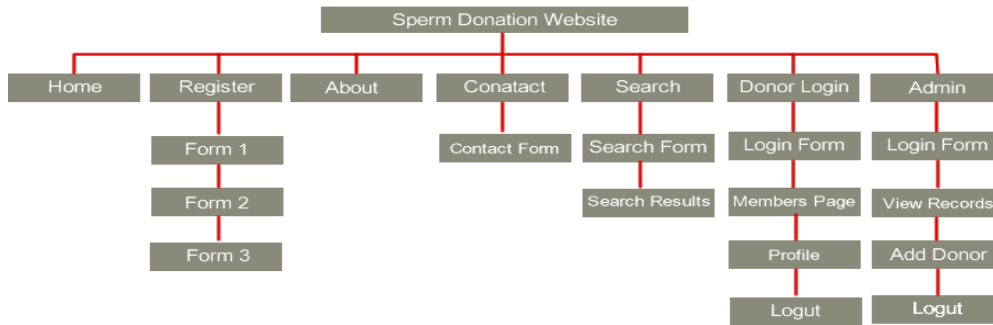 Sperm Donation Website
Home
Register
About
Conatact
Search
Donor Login
Admin
Form 1
Contact Form
Search Form
Login Form
Login Form
Form 2
Search Results
Members Page
View Records
Form 3
Profile
Add Donor
Logut
Logut